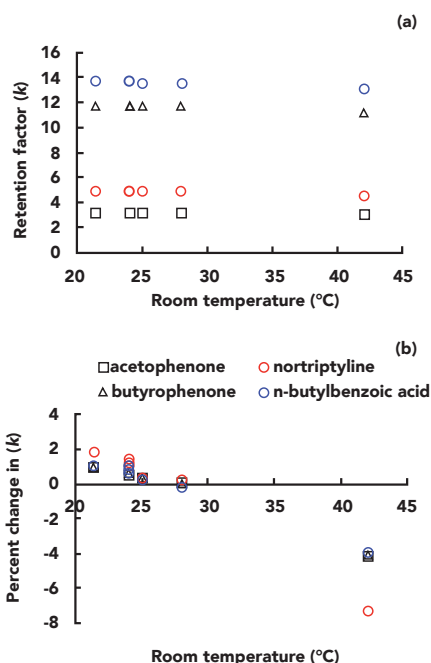 (a)
16
14
12
10
8
6
4
2
0
Retention factor (k)
20 25 30 35 40 45
Room temperature (°C)
(b)
acetophenone nortriptyline
butyrophenone n-butylbenzoic acid
4
2
0
-2
-4
-6
-8
Percent change in (k)
20 25 30 35 40 45
Room temperature (°C)